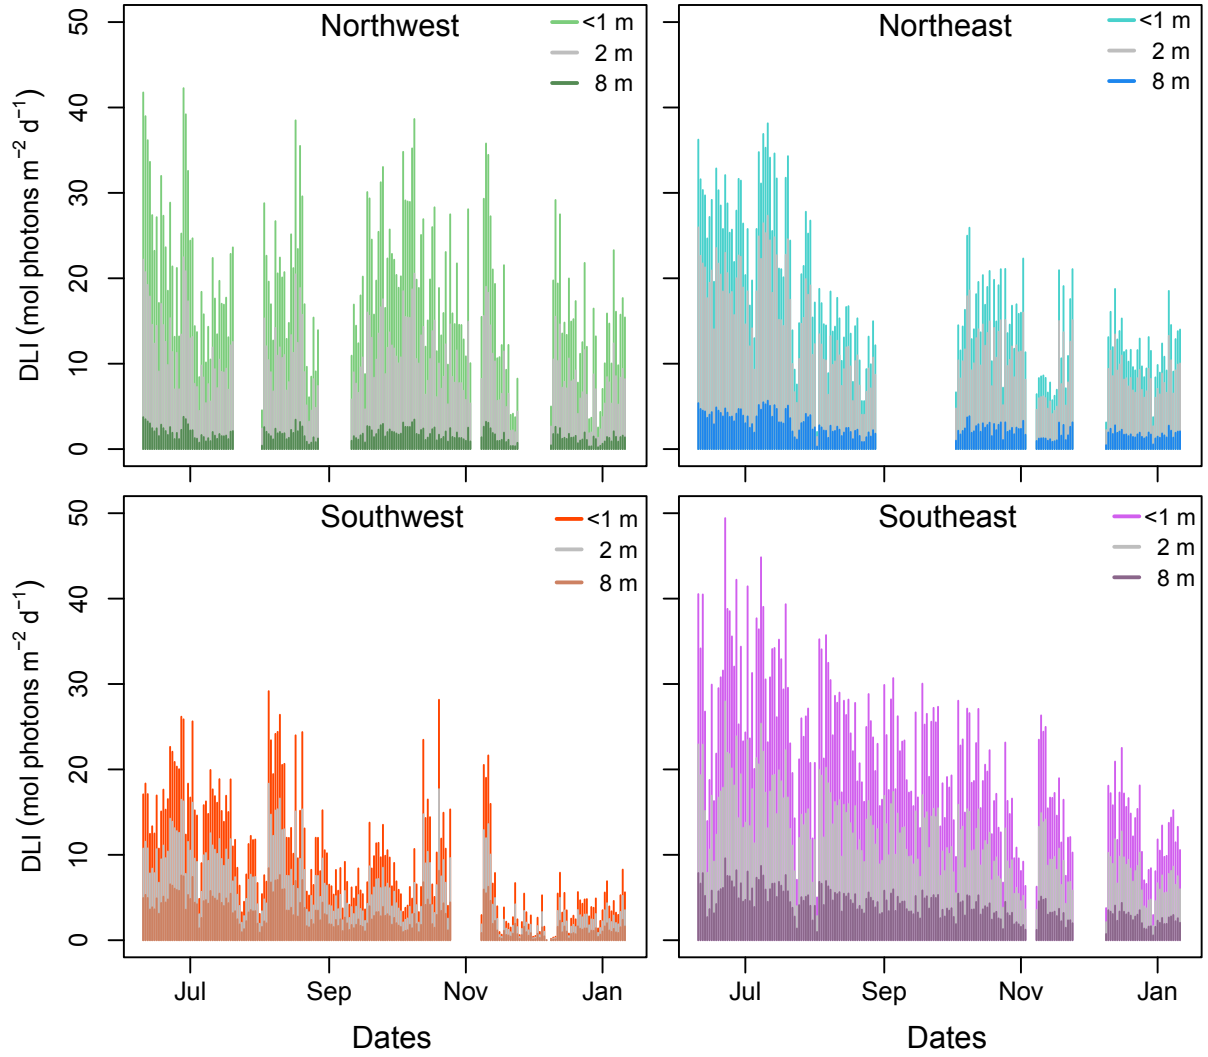 Northwest
<1 m
2 m
8 m
50
40
30
20
10
0
DLI (mol photons m⁻² d⁻¹)
Northeast
<1 m
2 m
8 m
Southwest
<1 m
2 m
8 m
50
40
30
20
10
0
DLI (mol photons m⁻² d⁻¹)
Jul Sep Nov Jan
Dates
Southeast
<1 m
2 m
8 m
Jul Sep Nov Jan
Dates